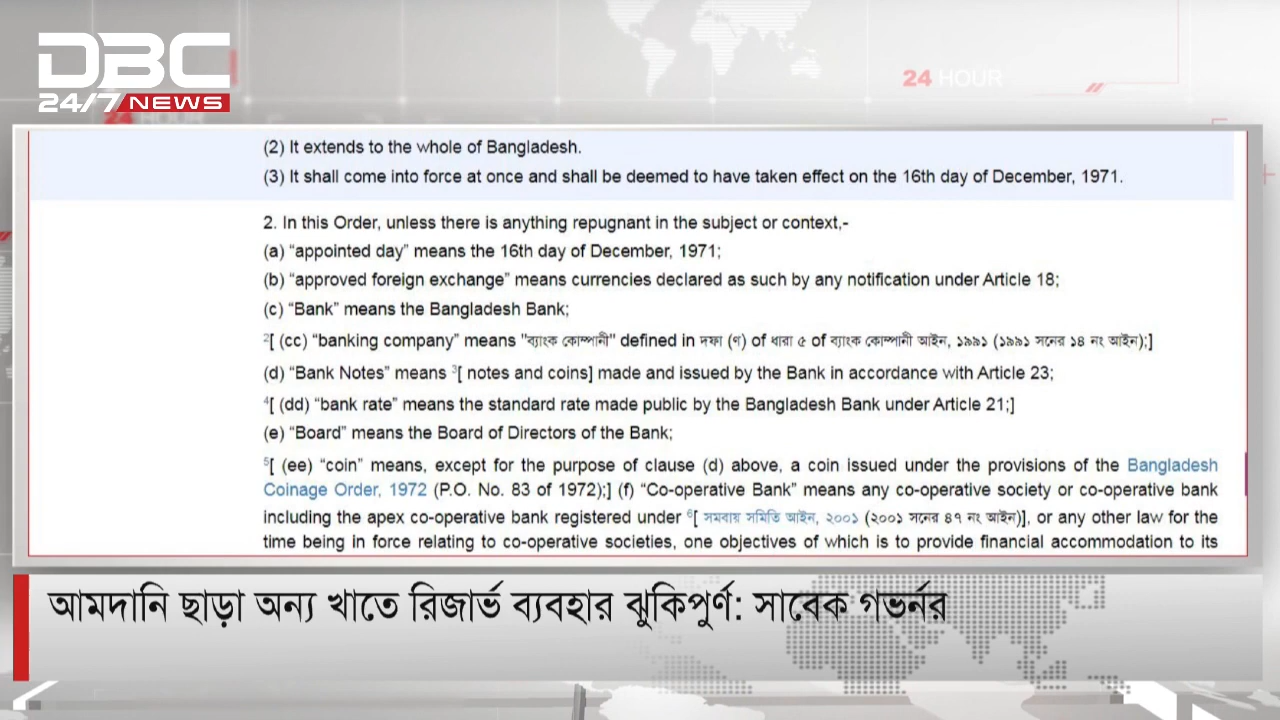 DBC
24/7 NEWS
24 HOUR
24 HOUR
(2) It extends to the whole of Bangladesh.
(3) It shall come into force at once and shall be deemed to have taken effect on the 16th day of December, 1971.
2. In this Order, unless there is anything repugnant in the subject or context,-
(a) “appointed day” means the 16th day of December, 1971;
(b) “approved foreign exchange” means currencies declared as such by any notification under Article 18;
(c) “Bank” means the Bangladesh Bank;
2[ (cc) “banking company” means "ব্যাংক কোম্পানী" defined in দফা (ণ) of ধারা ৫ of ব্যাংক কোম্পানী আইন, ১৯৯১ (১৯৯১ সনের ১৪ নং আইন);]
(d) “Bank Notes” means 3[ notes and coins] made and issued by the Bank in accordance with Article 23;
4[ (dd) “bank rate” means the standard rate made public by the Bangladesh Bank under Article 21;]
(e) “Board” means the Board of Directors of the Bank;
5[ (ee) “coin” means, except for the purpose of clause (d) above, a coin issued under the provisions of the Bangladesh
Coinage Order, 1972 (P.O. No. 83 of 1972);] (f) “Co-operative Bank” means any co-operative society or co-operative bank
including the apex co-operative bank registered under 6[ সমবায় সমিতি আইন, ২০০১ (২০০১ সনের ৪৭ নং আইন)], or any other law for the
time being in force relating to co-operative societies, one objectives of which is to provide financial accommodation to its
আমদানি ছাড়া অন্য খাতে রিজার্ভ ব্যবহার ঝুকিপুর্ণ: সাবেক গভর্নর